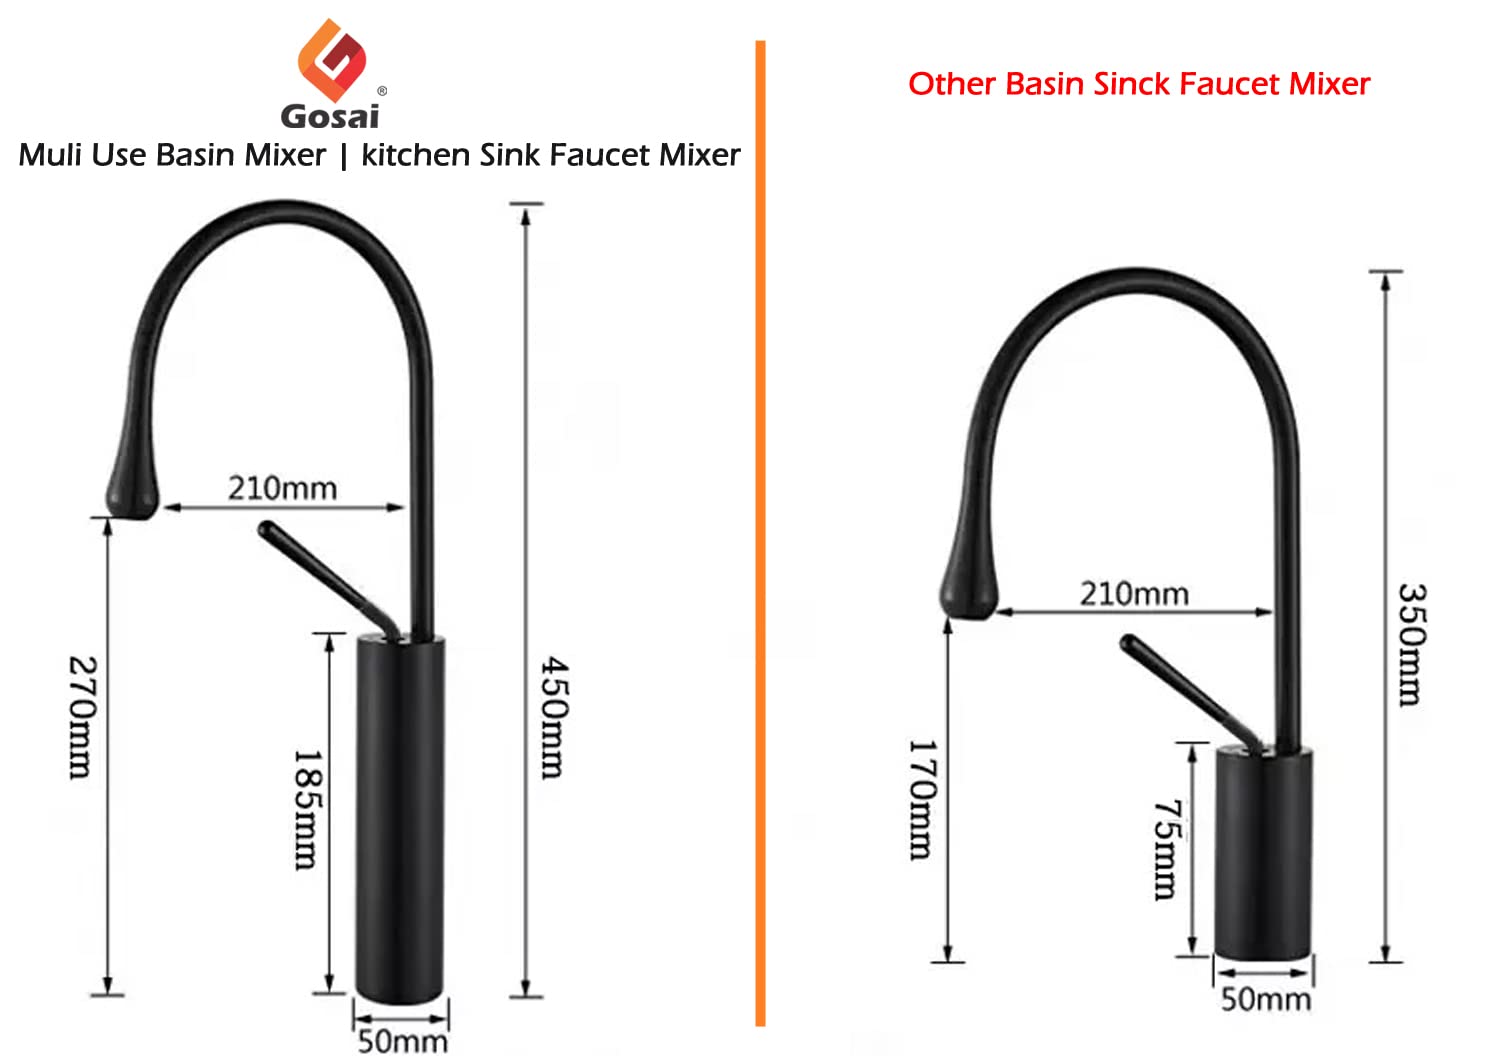 Gosai®
Muli Use Basin Mixer | kitchen Sink Faucet Mixer
210mm
270mm
185mm
450mm
50mm
Other Basin Sinck Faucet Mixer
210mm
350mm
170mm
75mm
50mm